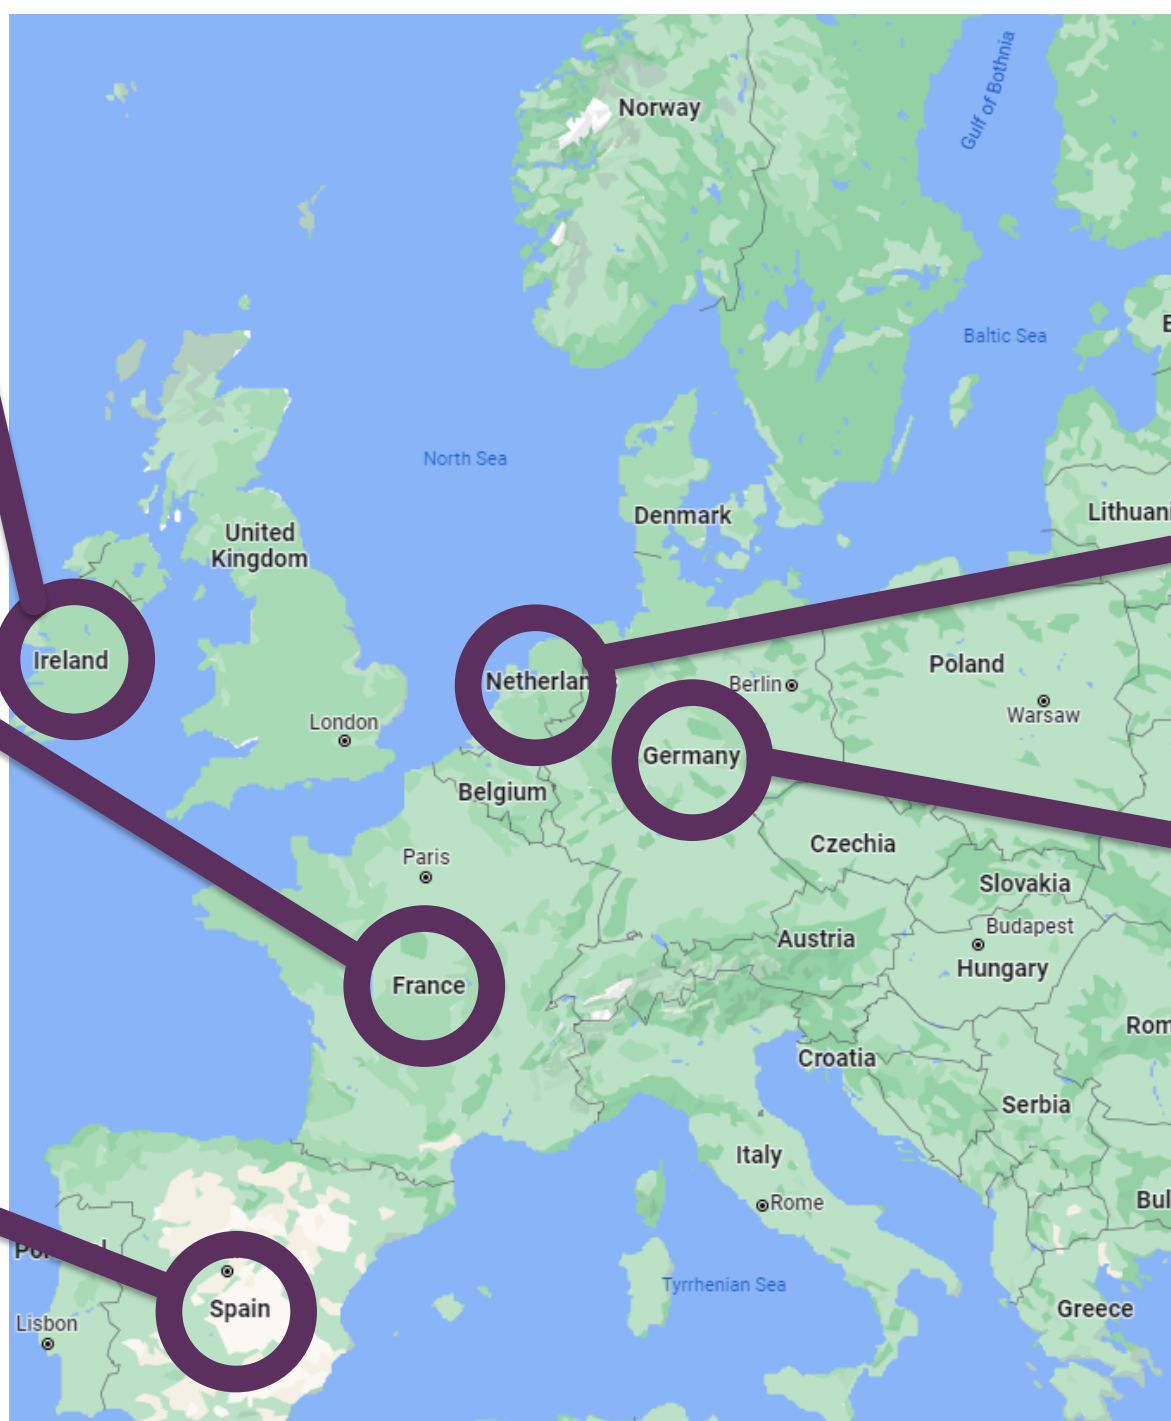 Norway
Gulf of Bothnia
Baltic Sea
North Sea
Denmark
Lithuani
United
Kingdom
Ireland
London
Netherlan
Berlin
Poland
Warsaw
Germany
Belgium
Czechia
Paris
Slovakia
Budapest
Austria
Hungary
France
Rom
Croatia
Serbia
Italy
Rome
Bul
Tyrrhenian Sea
Spain
Lisbon
Greece